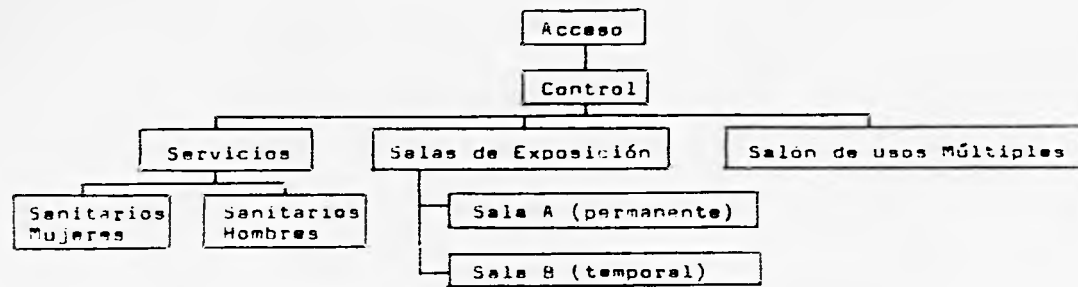 Acceso
Control
Servicios
Salas de Exposición
Salón de usos Múltiples
Sanitarios
Mujeres
Sanitarios
Hombres
Sala A (permanente)
Sala B (temporal)